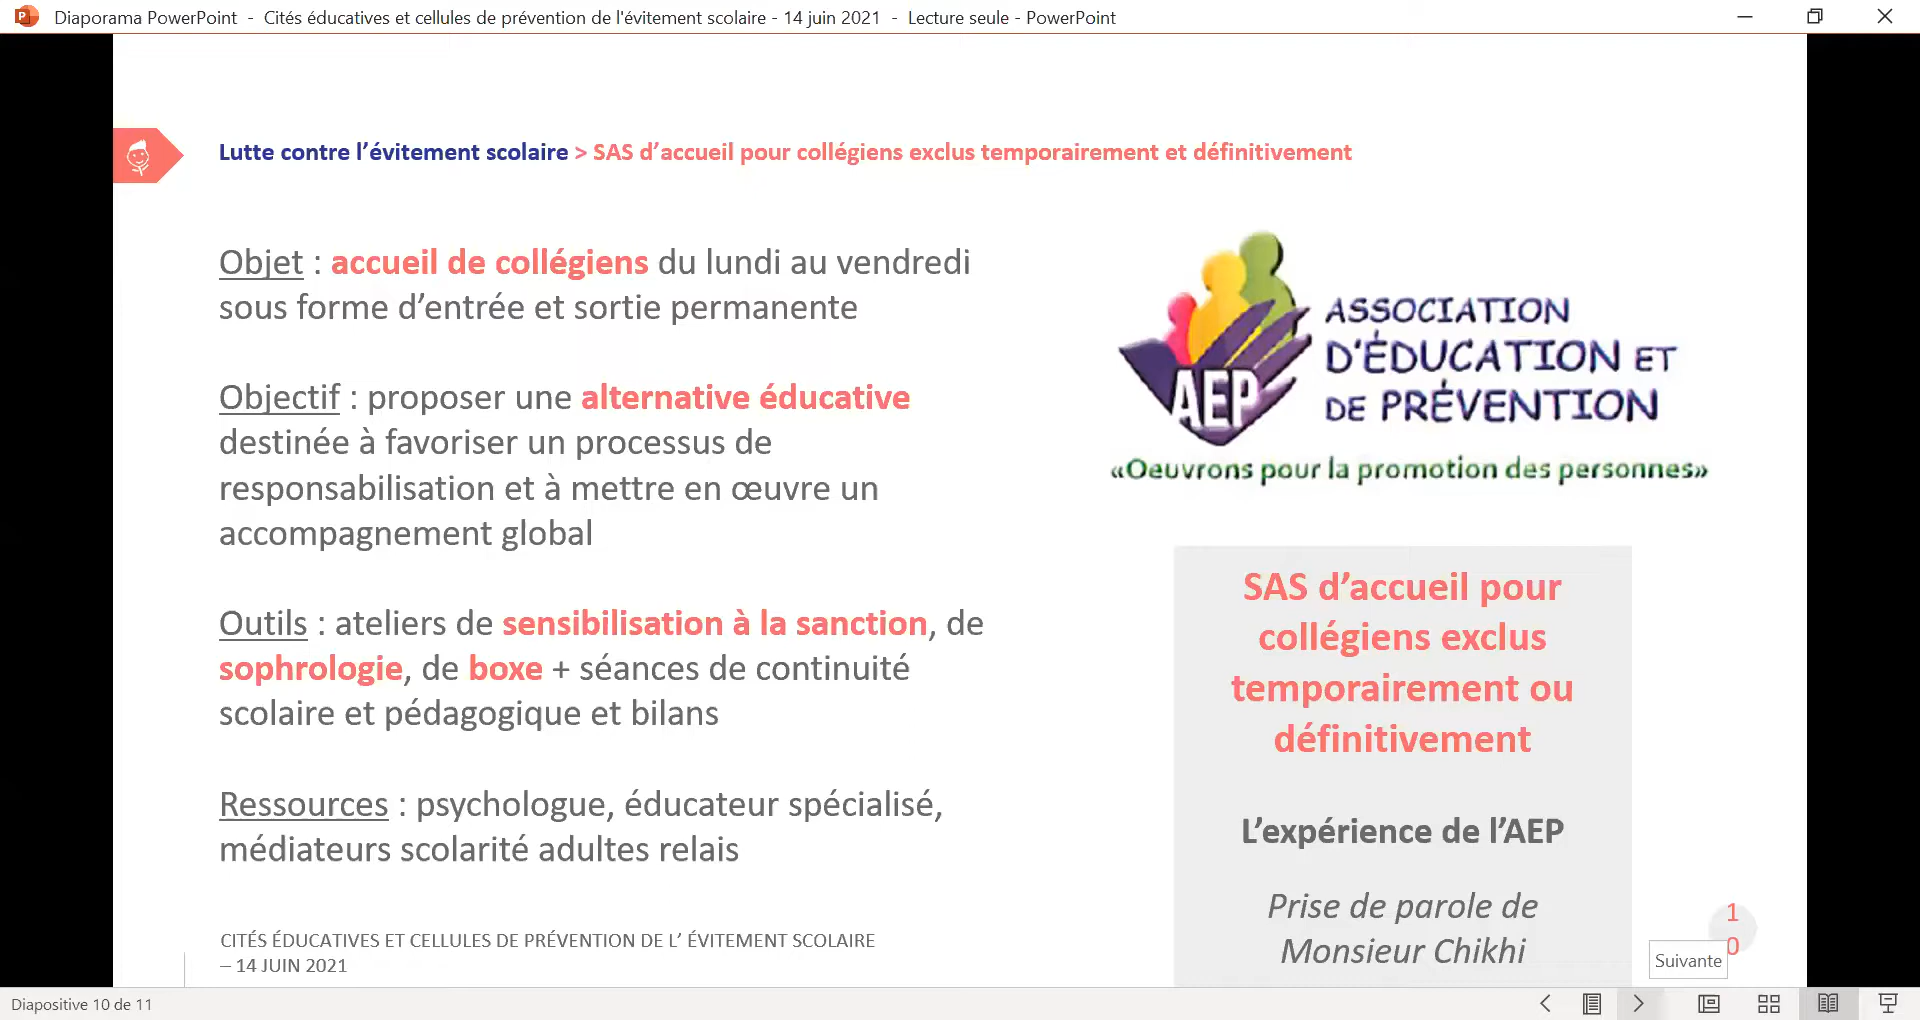 Diaporama PowerPoint - Cités éducatives et cellules de prévention de l'évitement scolaire - 14 juin 2021 - Lecture seule - PowerPoint
Lutte contre l’évitement scolaire > SAS d’accueil pour collégiens exclus temporairement et définitivement
Objet : accueil de collégiens du lundi au vendredi
sous forme d’entrée et sortie permanente
Objectif : proposer une alternative éducative
destinée à favoriser un processus de
responsabilisation et à mettre en œuvre un
accompagnement global
Outils : ateliers de sensibilisation à la sanction, de
sophrologie, de boxe + séances de continuité
scolaire et pédagogique et bilans
Ressources : psychologue, éducateur spécialisé,
médiateurs scolarité adultes relais
AEP
ASSOCIATION
D'ÉDUCATION ET
DE PRÉVENTION
«Oeuvrons pour la promotion des personnes»
SAS d’accueil pour
collégiens exclus
temporairement ou
définitivement
L’expérience de l’AEP
Prise de parole de
Monsieur Chikhi
CITÉS ÉDUCATIVES ET CELLULES DE PRÉVENTION DE L’ ÉVITEMENT SCOLAIRE
– 14 JUIN 2021
1
0
Suivante
Diapositive 10 de 11